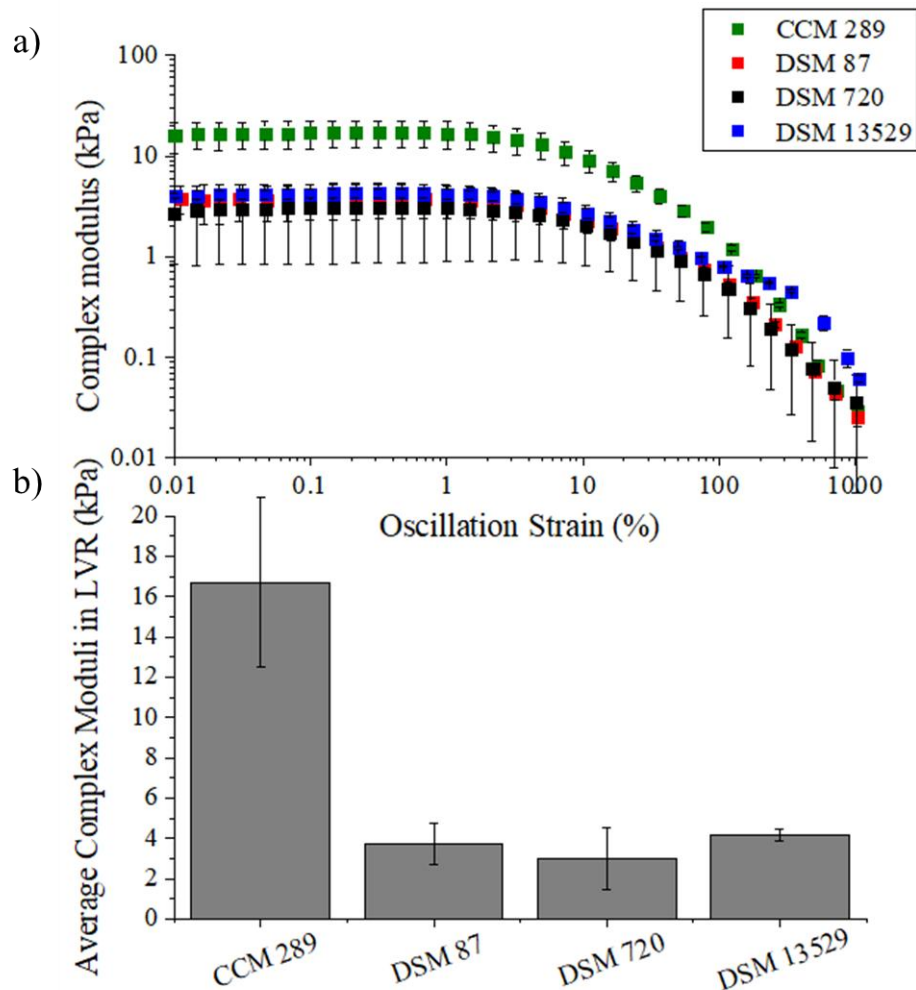 a)
CCM 289
DSM 87
DSM 720
DSM 13529
Complex modulus (kPa)
100
10
1
0.1
0.01
0.01 0.1 1 10 100 1000
Oscillation Strain (%)
b)
Average Complex Moduli in LVR (kPa)
20
18
16
14
12
10
8
6
4
2
0
CCM 289 DSM 87 DSM 720 DSM 13529